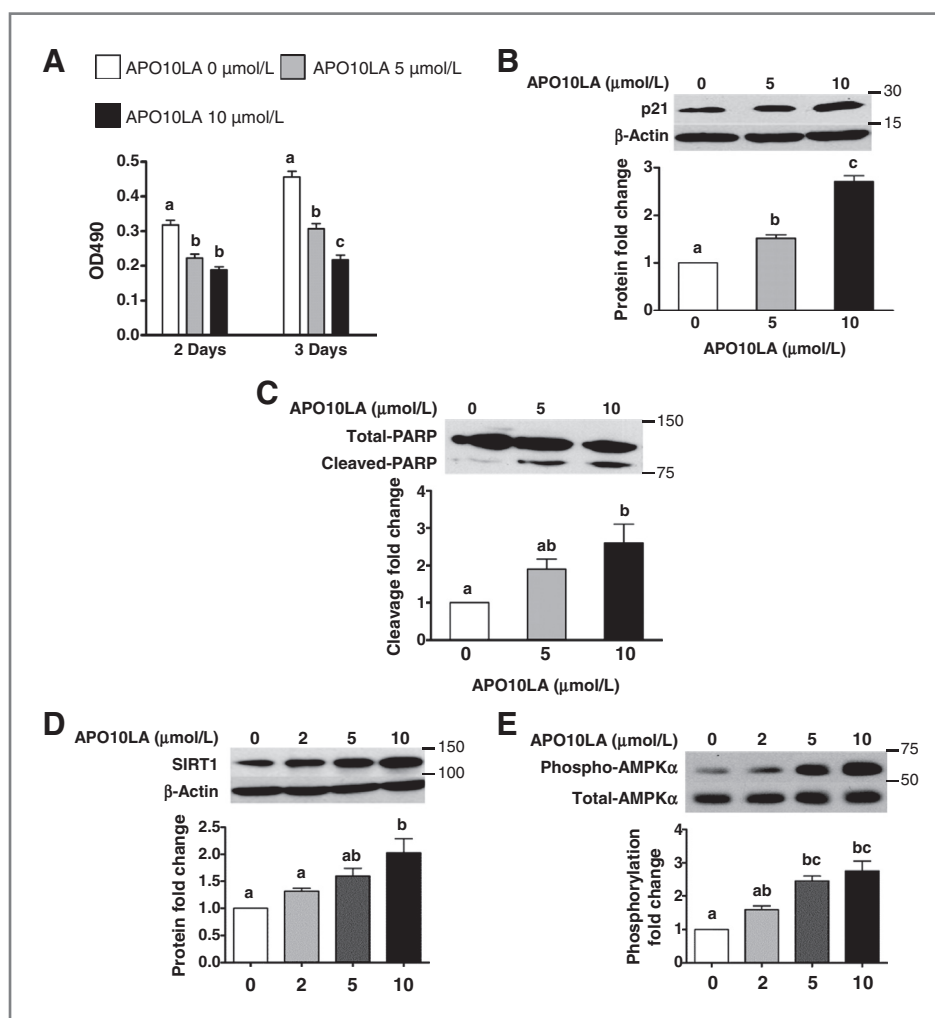 A
APO10LA 0 μmol/L
APO10LA 5 μmol/L
APO10LA 10 μmol/L
OD490
0.5
0.4
0.3
0.2
0.1
0.0
a
b
b
a
b
c
2 Days
3 Days
B
APO10LA (μmol/L)
0
5
10
p21
β-Actin
30
15
Protein fold change
3
2
1
0
a
b
c
0
5
10
APO10LA (μmol/L)
C
APO10LA (μmol/L)
0
5
10
Total-PARP
Cleaved-PARP
150
75
Cleavage fold change
4
3
2
1
0
a
ab
b
0
5
10
APO10LA (μmol/L)
D
APO10LA (μmol/L)
0
2
5
10
SIRT1
β-Actin
150
100
Protein fold change
2.5
2.0
1.5
1.0
0.5
0.0
a
a
ab
b
0
2
5
10
E
APO10LA (μmol/L)
0
2
5
10
Phospho-AMPKα
Total-AMPKα
75
50
Phosphorylation
fold change
4
3
2
1
0
a
ab
bc
bc
0
2
5
10